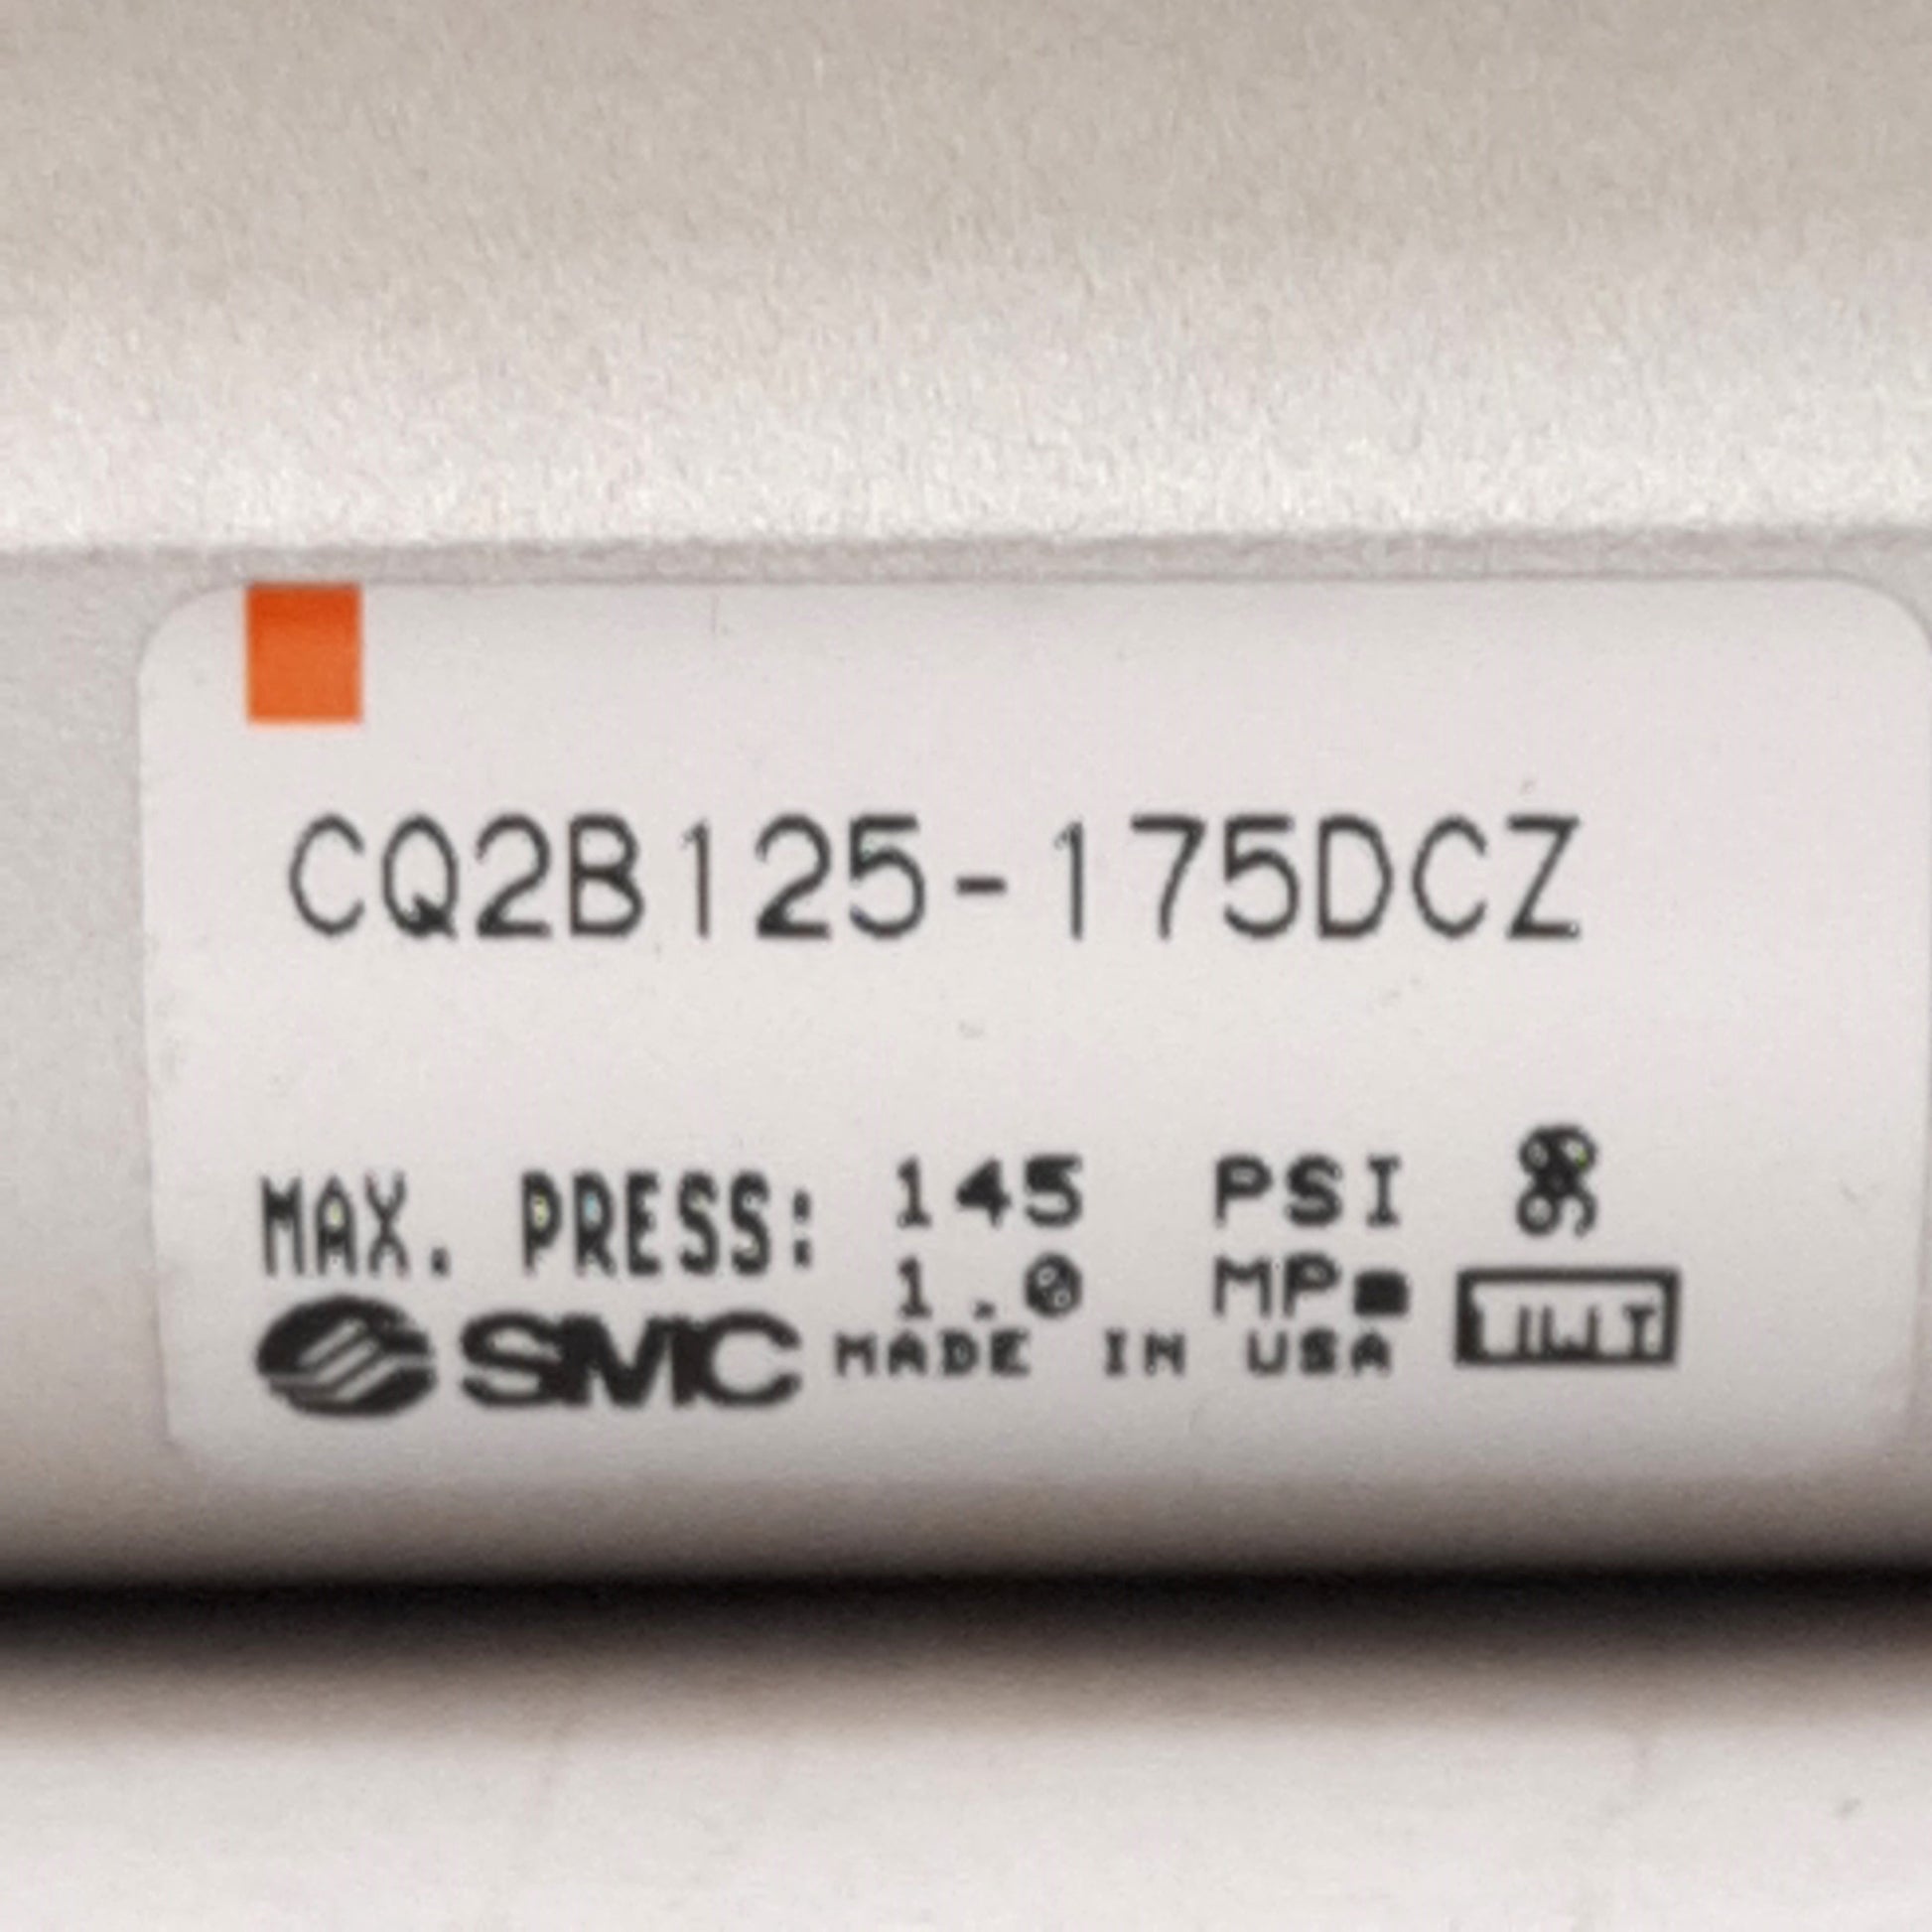 CQ2B125-175DCZ
MAX. PRESS: 145 PSI
1.0 MPa
SMC MADE IN USA